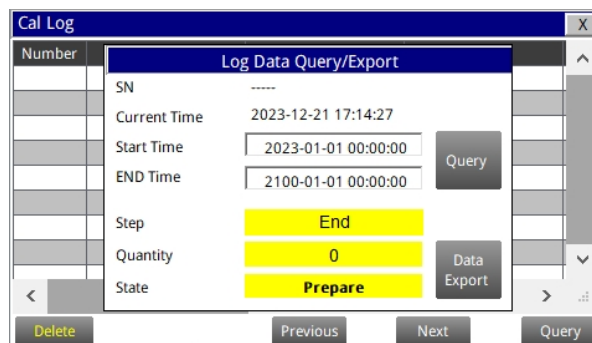 Cal Log X
Number
Log Data Query/Export
SN -----
Current Time 2023-12-21 17:14:27
Start Time 2023-01-01 00:00:00
Query
END Time 2100-01-01 00:00:00
Step End
Quantity 0
Data Export
State Prepare
Delete Previous Next Query